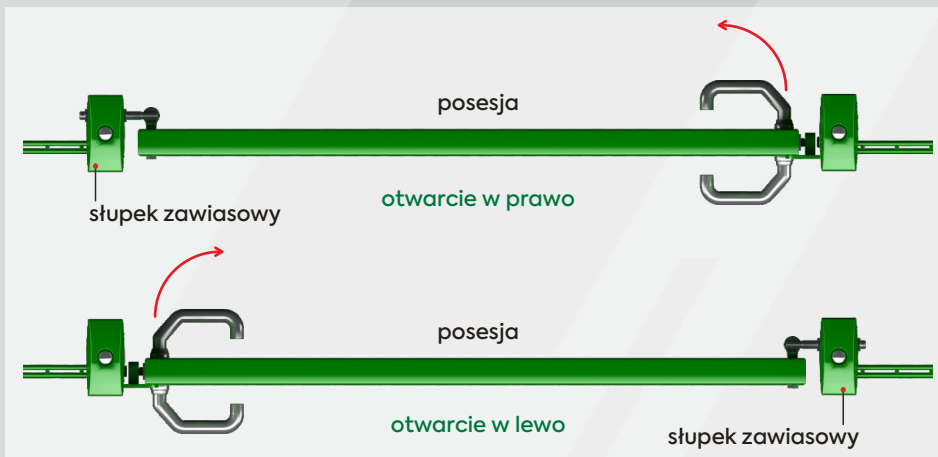 posesja
otwarcie w prawo
słupek zawiasowy
posesja
otwarcie w lewo
słupek zawiasowy